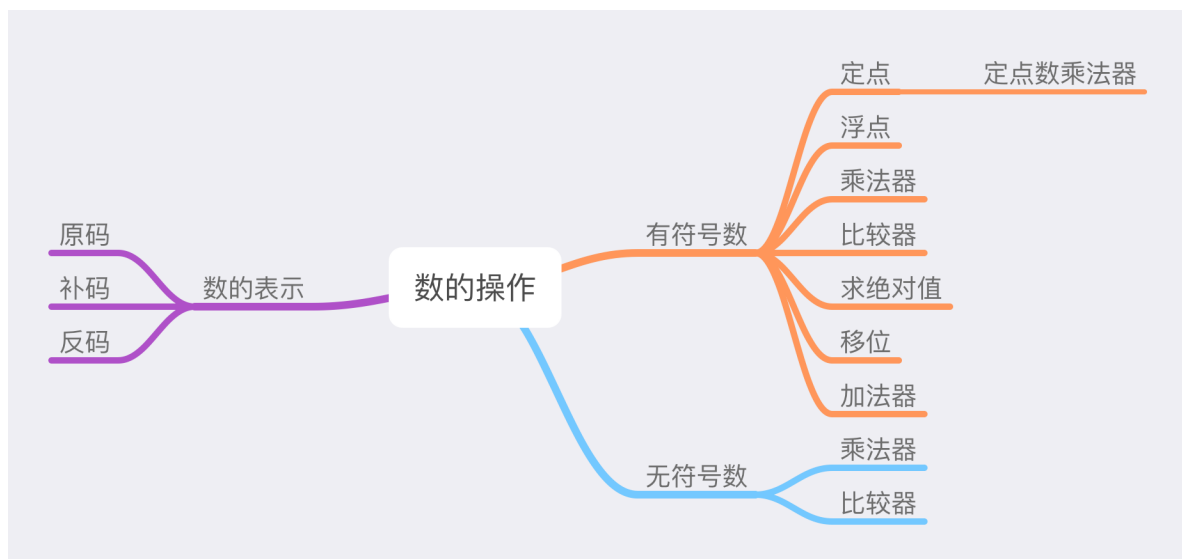 定点
定点数乘法器
浮点
乘法器
原码
有符号数
比较器
补码
数的表示
数的操作
求绝对值
反码
移位
加法器
乘法器
无符号数
比较器